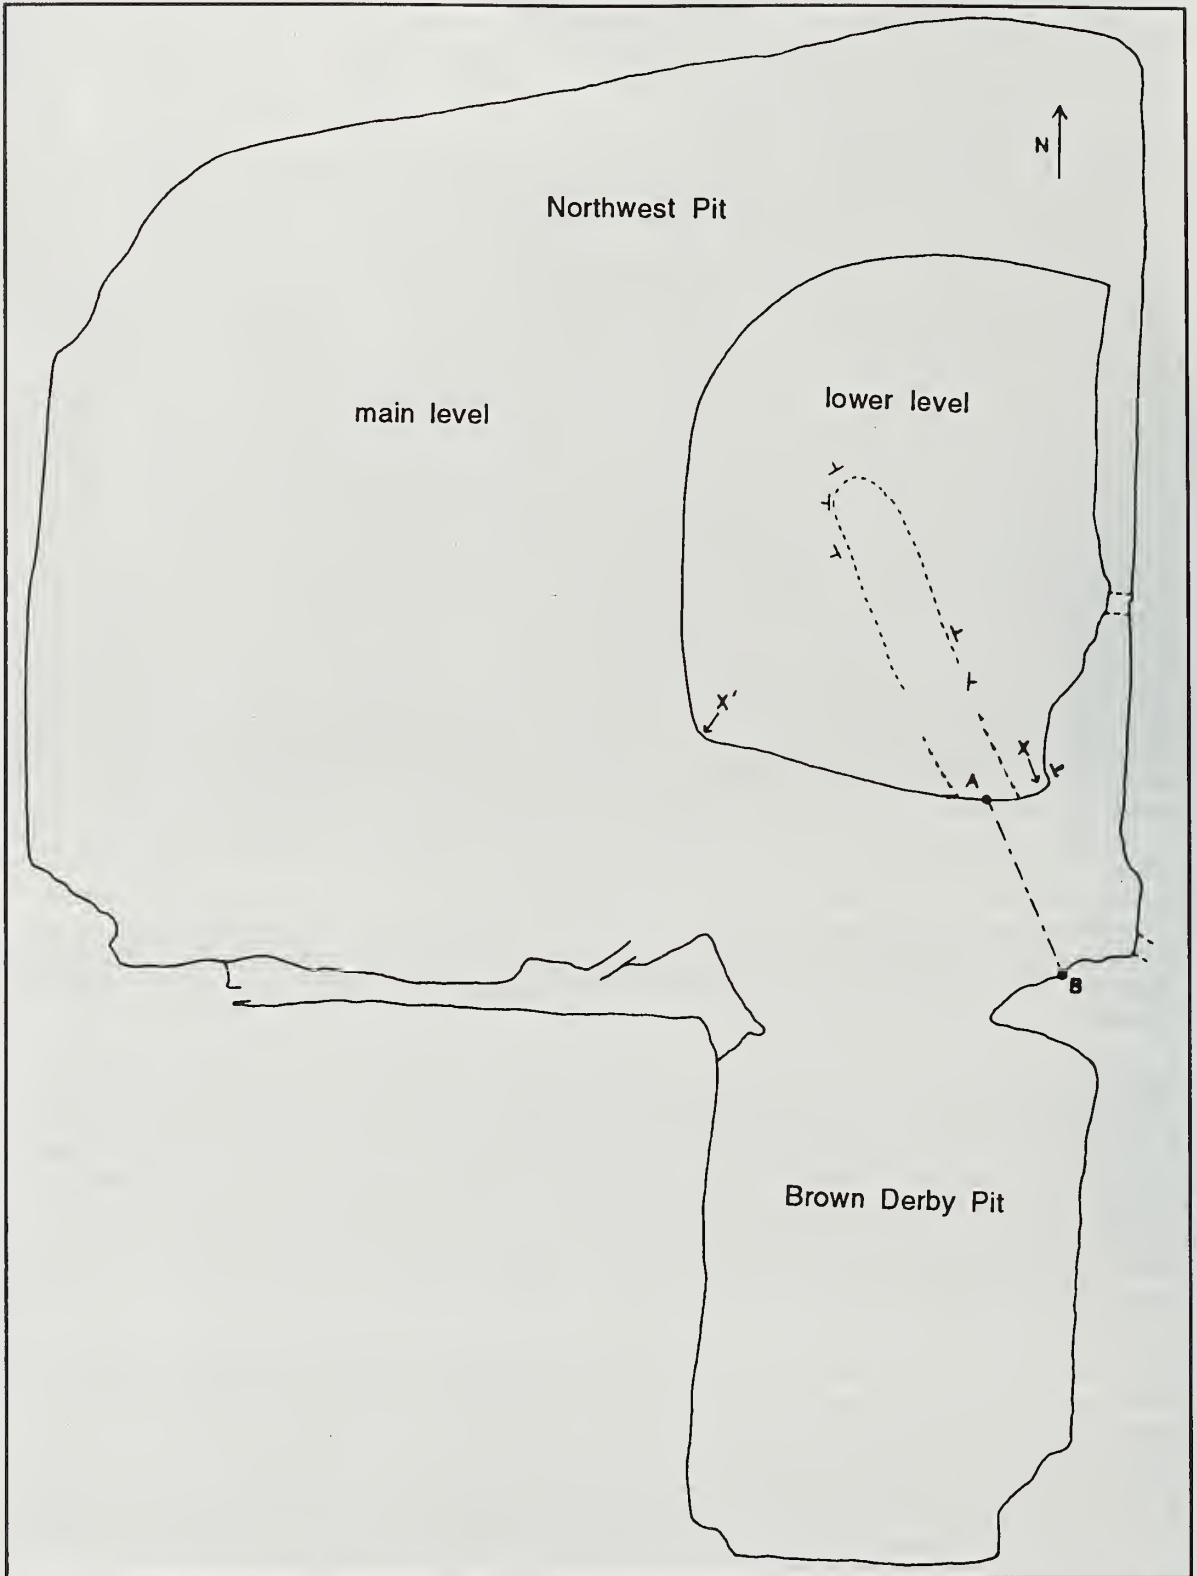 N
Northwest Pit
main level
lower level
X'
X
A
B
Brown Derby Pit